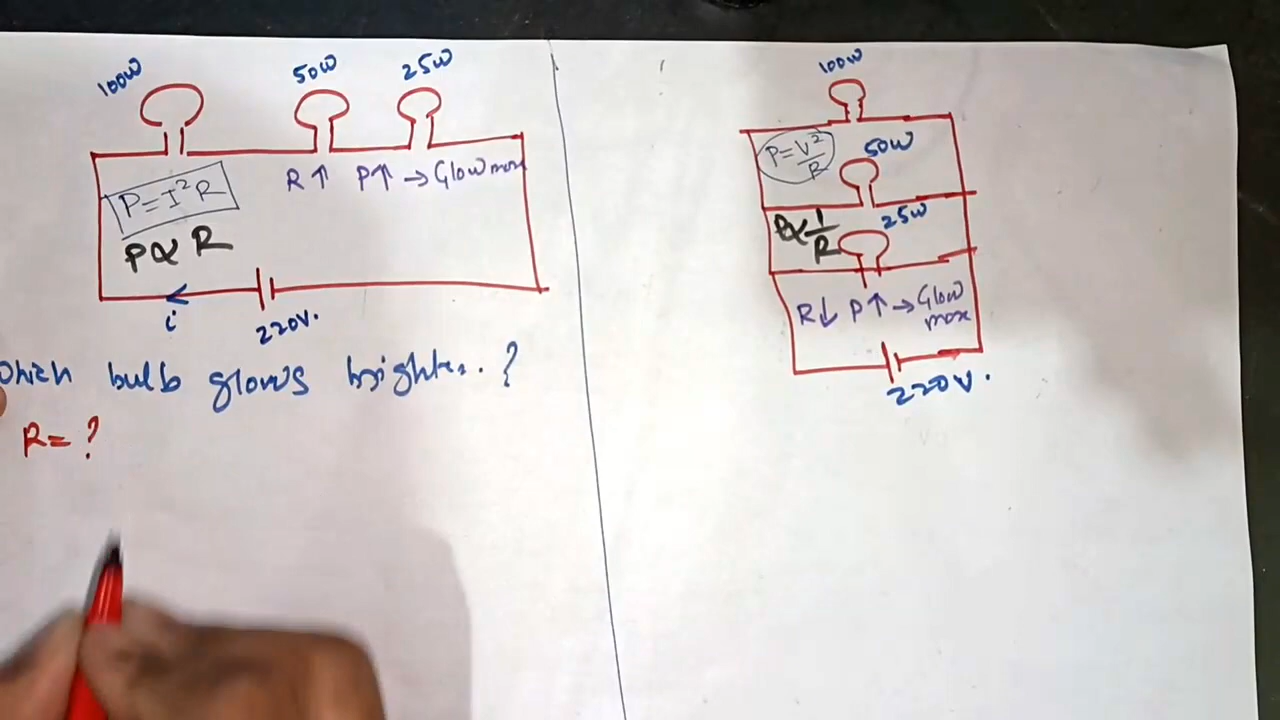 100W 50W 25W
P=I²R
R↑ P↑ → Glow max
P∝R
i
220V.
which bulb glows brighter.?
R=?
100W
P=V²/R
50W
P∝1/R
25W
R↓ P↑ → Glow max
220V.